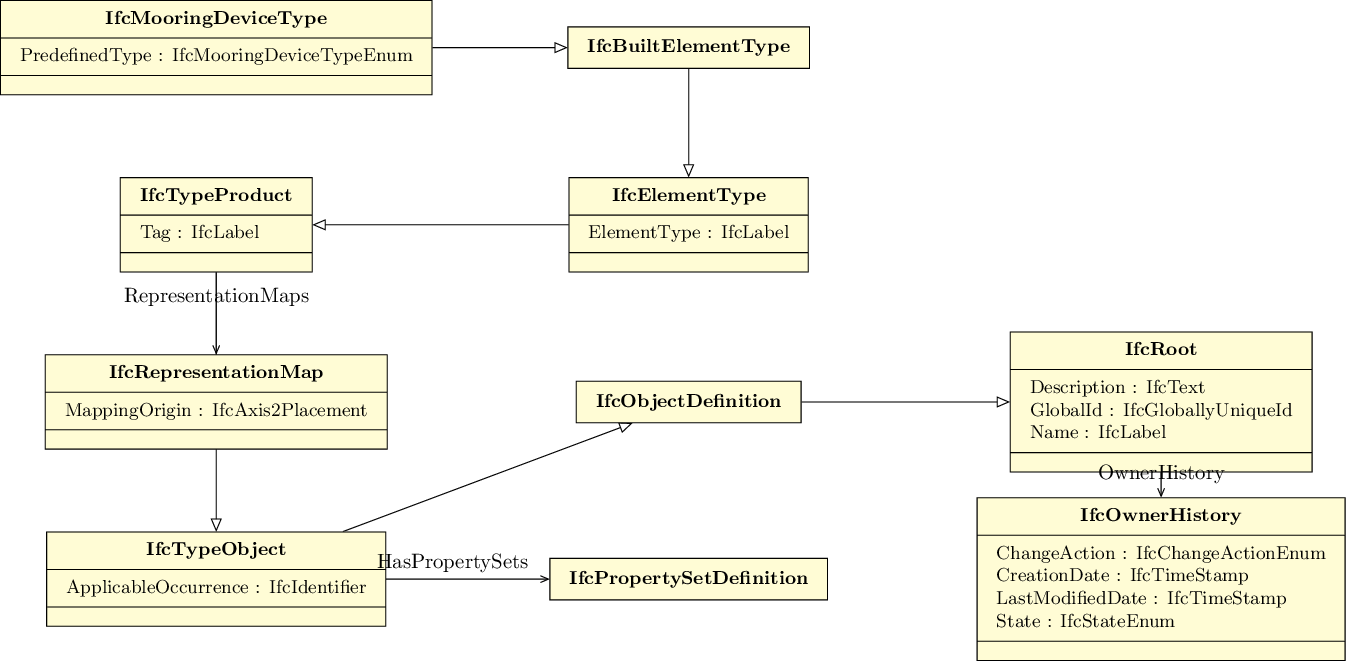 IfcMooringDeviceType
PredefinedType : IfcMooringDeviceTypeEnum
IfcBuiltElementType
IfcTypeProduct
Tag : IfcLabel
IfcElementType
ElementType : IfcLabel
RepresentationMaps
IfcRepresentationMap
MappingOrigin : IfcAxis2Placement
IfcObjectDefinition
IfcRoot
Description : IfcText
GlobalId : IfcGloballyUniqueId
Name : IfcLabel
OwnerHistory
IfcTypeObject
ApplicableOccurrence : IfcIdentifier
HasPropertySets
IfcPropertySetDefinition
IfcOwnerHistory
ChangeAction : IfcChangeActionEnum
CreationDate : IfcTimeStamp
LastModifiedDate : IfcTimeStamp
State : IfcStateEnum